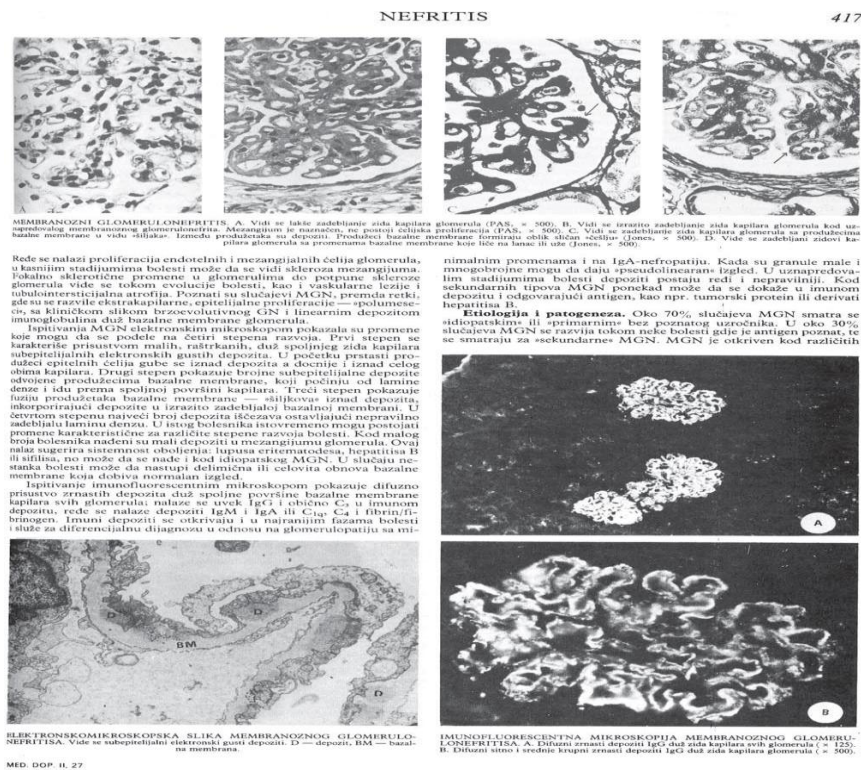 NEFRITIS
417
MEMBRANOZNI GLOMERULONEFRITIS. A. Vidi se lakše zadebljanje zida kapilara glomerula (PAS, × 500). B. Vidi se izrazito zadebljanje zida kapilara glomerula kod uz-
napredovalog membranoznog glomerulonefrita. Mezangijum je naznačen, ne postoji ćelijska proliferacija (PAS, × 500). C. Vidi se zadebljanje zida kapilara glomerula sa produžecima
bazalne membrane u vidu »šiljaka«. Između produžetaka su depoziti. Produžeci bazalne membrane formiraju oblik sličan »češlju« (Jones, × 500). D. Vide se zadebljani zidovi ka-
pilara glomerula sa promenama bazalne membrane koje liče na lanac ili uže (Jones, × 500).
Ređe se nalazi proliferacija endotelnih i mezangijalnih ćelija glomerula,
u kasnijim stadijumima bolesti može da se vidi skleroza mezangijuma.
Fokalno sklerotične promene u glomerulima do potpune skleroze
glomerula vide se tokom evolucije bolesti, kao i vaskularne lezije i
tubulointersticijalna atrofija. Poznati su slučajevi MGN, premda retki,
gde su se razvile ekstrakapilarne, epitelijalne proliferacije — »polumese-
ci«, sa kliničkom slikom brzoevolutivnog GN i linearnim depozitom
imunoglobulina duž bazalne membrane glomerula.
Ispitivanja MGN elektronskim mikroskopom pokazala su promene
koje mogu da se podele na četiri stepena razvoja. Prvi stepen se
karakteriše prisustvom malih, raštrkanih, duž spoljnjeg zida kapilara
subepitelijalnih elektronskih gustih depozita. U početku prstasti pro-
dužeci epitelnih ćelija gube se iznad depozita a docnije i iznad celog
obima kapilara. Drugi stepen pokazuje brojne subepitelijalne depozite
odvojene produžecima bazalne membrane, koji počinju od lamine
denze i idu prema spoljnoj površini kapilara. Treći stepen pokazuje
fuziju produžetaka bazalne membrane — »šiljkova« iznad depozita,
inkorporirajući depozite u izrazito zadebljaloj bazalnoj membrani. U
četvrtom stepenu najveći broj depozita iščezava ostavljajući nepravilno
zadebljalu laminu denzu. U istog bolesnika istovremeno mogu postojati
promene karakteristične za različite stepene razvoja bolesti. Kod malog
broja bolesnika nađeni su mali depoziti u mezangijumu glomerula. Ovaj
nalaz sugerira sistemnost oboljenja: lupusa eritematodesa, hepatitisa B
ili sifilisa, no može da se nađe i kod idiopatskog MGN. U slučaju ne-
stanka bolesti može da nastupi delimična ili celovita obnova bazalne
membrane koja dobiva normalan izgled.
Ispitivanje imunofluorescentnim mikroskopom pokazuje difuzno
prisustvo zrnastih depozita duž spoljne površine bazalne membrane
kapilara svih glomerula; nalaze se uvek IgG i obično C₃ u imunom
depozitu, ređe se nalaze depoziti IgM i IgA ili C₁q, C₄ i fibrin/fi-
brinogen. Imuni depoziti se otkrivaju i u najranijim fazama bolesti
i služe za diferencijalnu dijagnozu u odnosu na glomerulopatiju sa mi-
nimalnim promenama i na IgA-nefropatiju. Kada su granule male i
mnogobrojne mogu da daju »pseudolinearan« izgled. U uznapredova-
lim stadijumima bolesti depoziti postaju ređi i nepravilniji. Kod
sekundarnih tipova MGN ponekad može da se dokaže u imunom
depozitu i odgovarajući antigen, kao npr. tumorski protein ili derivati
hepatitisa B.
Etiologija i patogeneza. Oko 70% slučajeva MGN smatra se
»idiopatskim« ili »primarnim« bez poznatog uzročnika. U oko 30%
slučajeva MGN se razvija tokom neke bolesti gdje je antigen poznat, te
se smatraju za »sekundarne« MGN. MGN je otkriven kod različitih
A
D
D
BM
D
B
ELEKTRONSKOMIKROSKOPSKA SLIKA MEMBRANOZNOG GLOMERULO-
NEFRITISA. Vide se subepitelijalni elektronski gusti depoziti. D — depozit, BM — bazal-
na membrana.
IMUNOFLUORESCENTNA MIKROSKOPIJA MEMBRANOZNOG GLOMERU-
LONEFRITISA. A. Difuzni zrnasti depoziti IgG duž zida kapilara svih glomerula ( × 125).
B. Difuzni sitno i srednje krupni zrnasti depoziti IgG duž zida kapilara glomerula ( × 500).
MED. DOP. II, 27